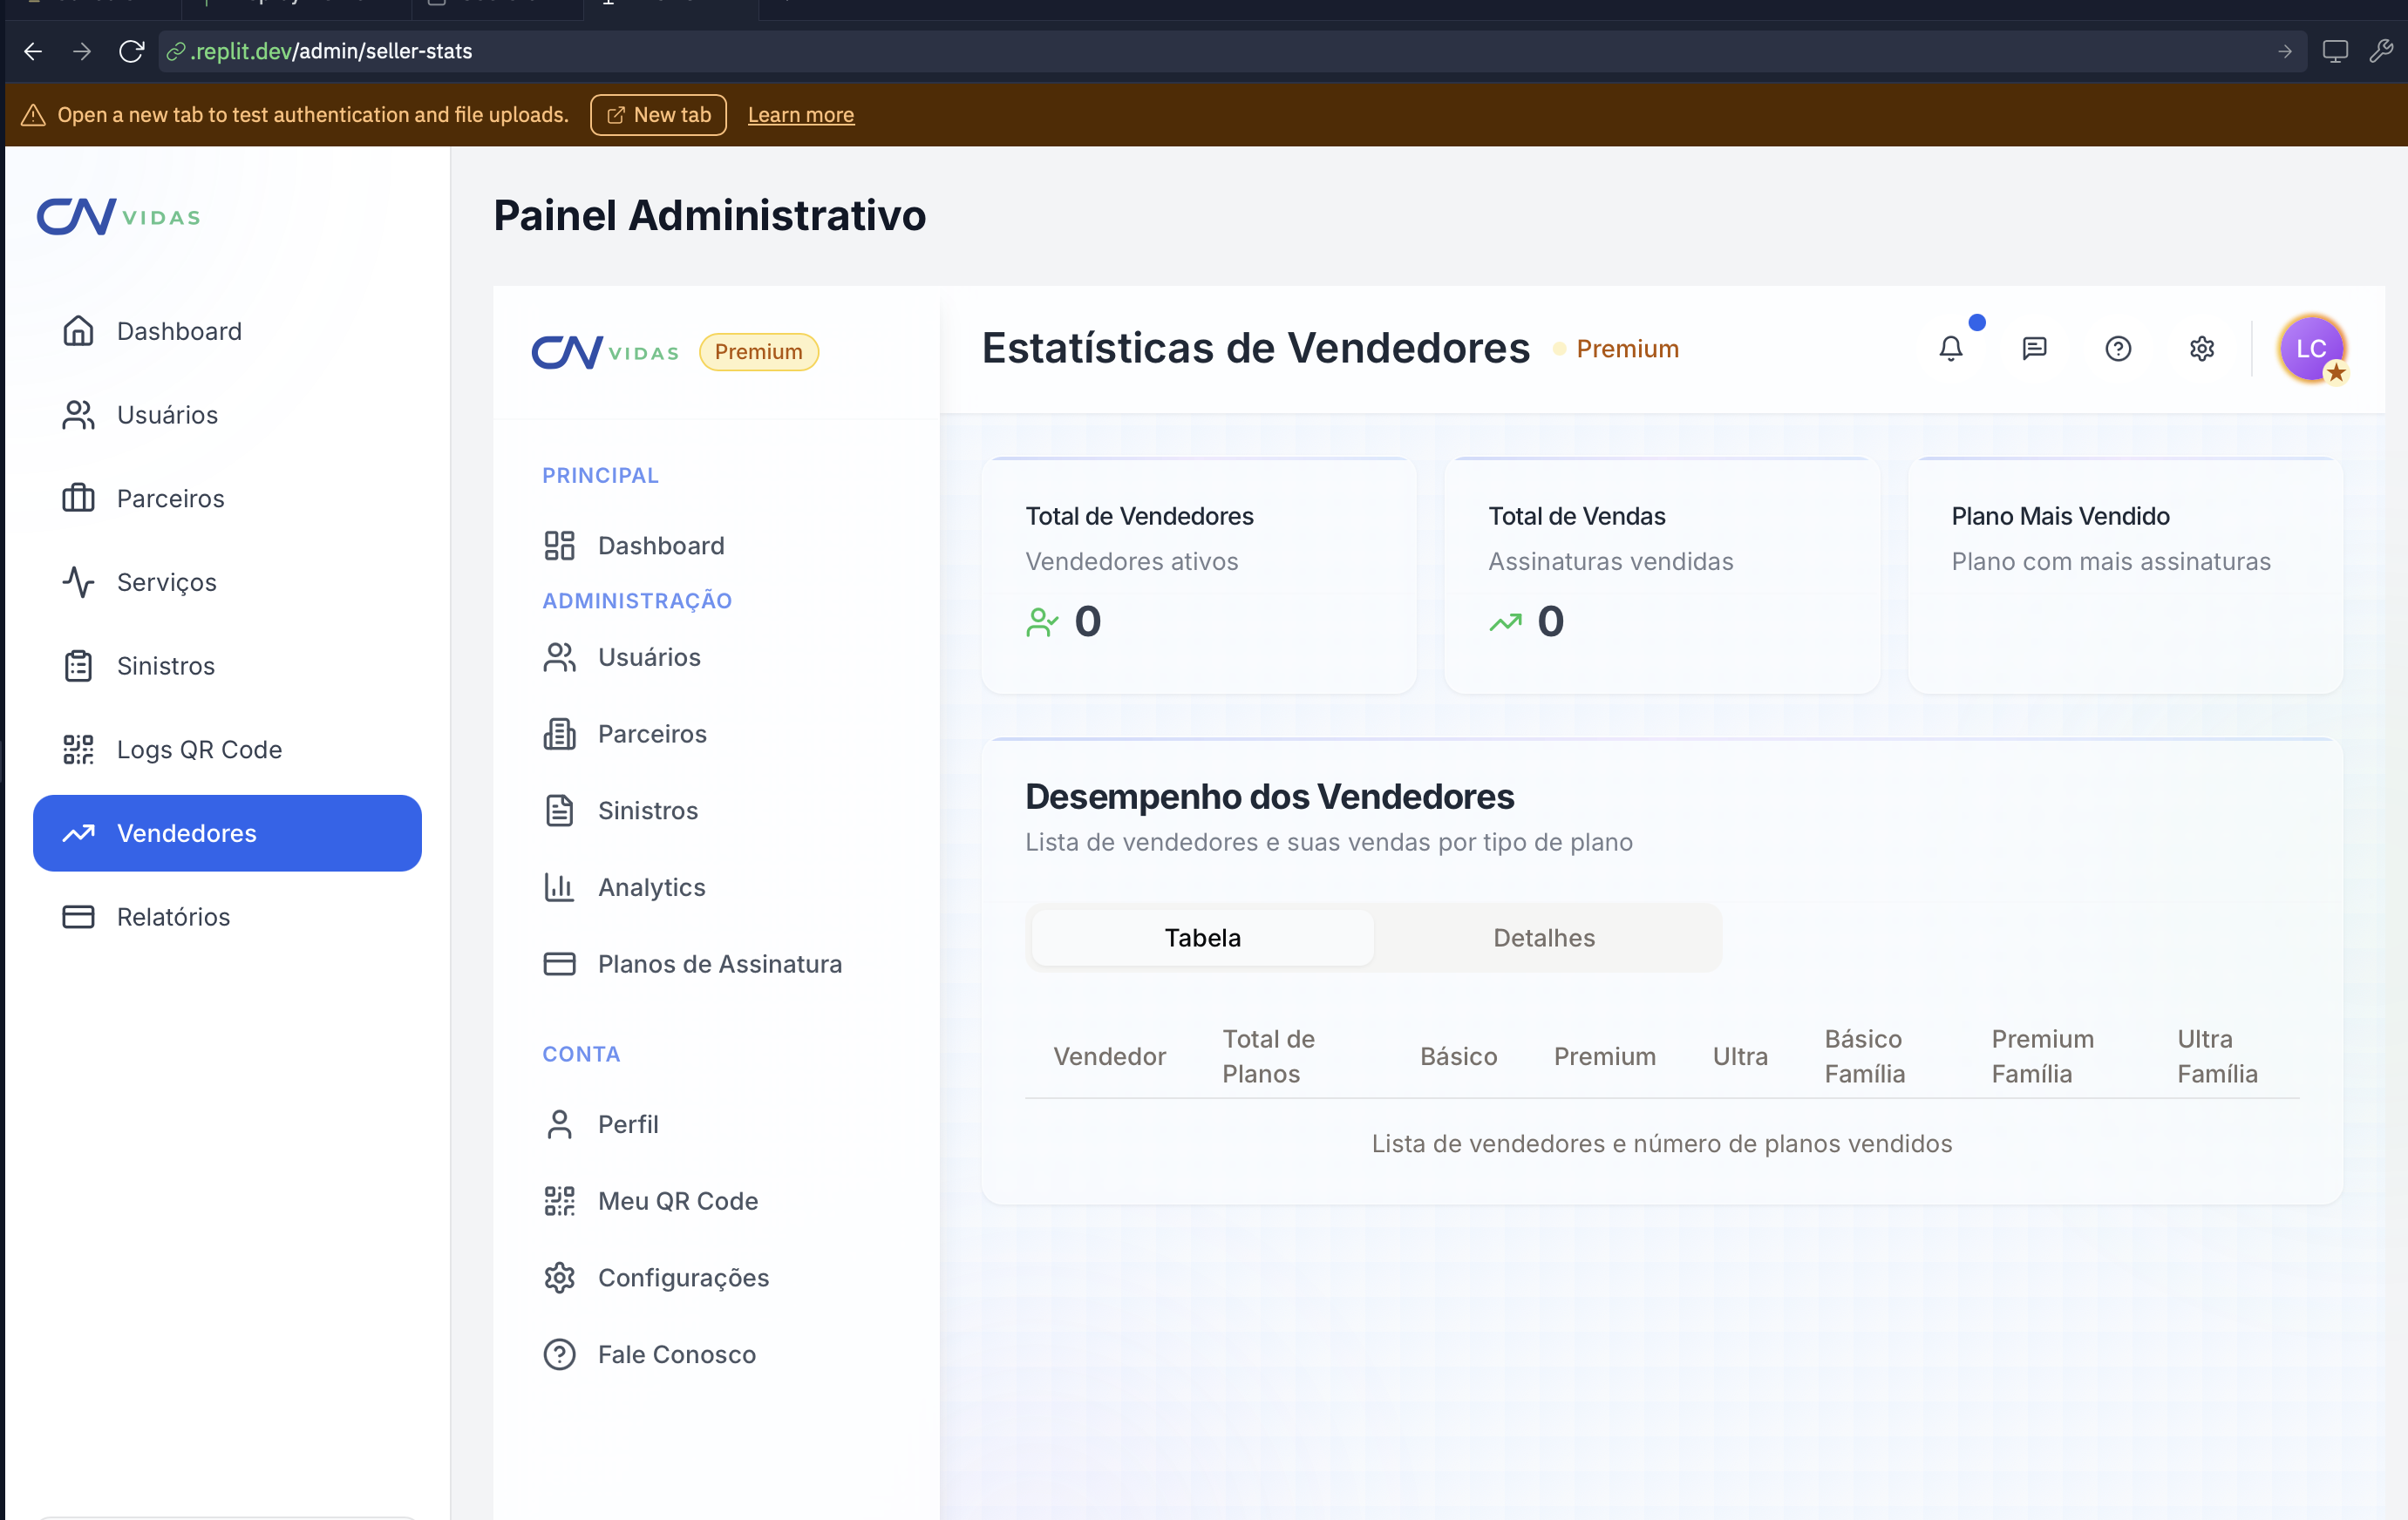 .replit.dev/admin/seller-stats
Open a new tab to test authentication and file uploads.
New tab
Learn more
CN VIDAS
Dashboard
Usuários
Parceiros
Serviços
Sinistros
Logs QR Code
Vendedores
Relatórios
Painel Administrativo
CN VIDAS
Premium
PRINCIPAL
Dashboard
ADMINISTRAÇÃO
Usuários
Parceiros
Sinistros
Analytics
Planos de Assinatura
CONTA
Perfil
Meu QR Code
Configurações
Fale Conosco
Estatísticas de Vendedores
Premium
LC
Total de Vendedores
Vendedores ativos
0
Total de Vendas
Assinaturas vendidas
0
Plano Mais Vendido
Plano com mais assinaturas
Desempenho dos Vendedores
Lista de vendedores e suas vendas por tipo de plano
Tabela
Detalhes
Vendedor
Total de
Planos
Básico
Premium
Ultra
Básico
Família
Premium
Família
Ultra
Família
Lista de vendedores e número de planos vendidos